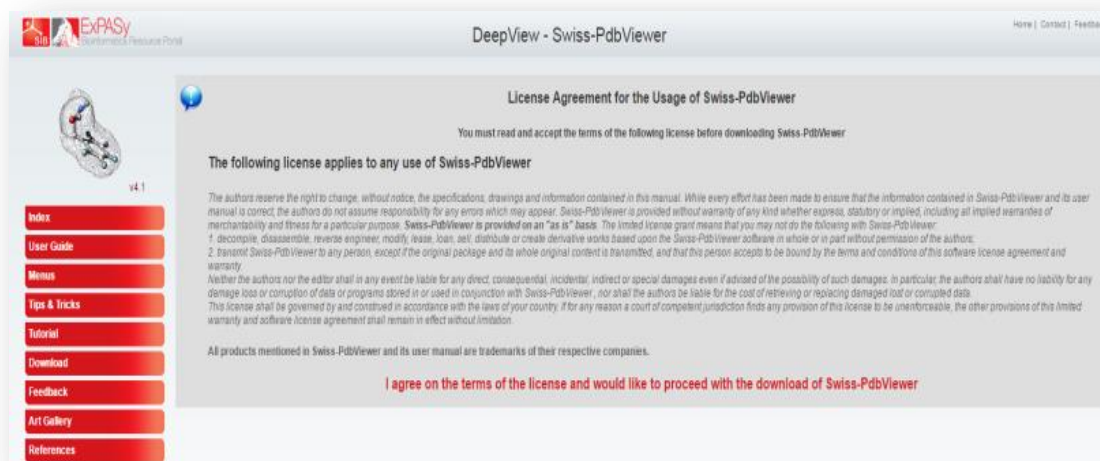 SIB
ExPASy
Bioinformatics Resource Portal
DeepView - Swiss-PdbViewer
Home | Contact | Feedba
v4.1
Index
User Guide
Menus
Tips & Tricks
Tutorial
Download
Feedback
Art Gallery
References
License Agreement for the Usage of Swiss-PdbViewer
You must read and accept the terms of the following license before downloading Swiss-PdbViewer
The following license applies to any use of Swiss-PdbViewer
The authors reserve the right to change, without notice, the specifications, drawings and information contained in this manual. While every effort has been made to ensure that the information contained in Swiss-PdbViewer and its user
manual is correct, the authors do not assume responsability for any errors which may appear. Swiss-PdbViewer is provided without warranty of any kind whether express, statutory or implied, including all implied warranties of
merchantability and fitness for a particular purpose. Swiss-PdbViewer is provided on an "as is" basis. The limited license grant means that you may not do the following with Swiss-PdbViewer:
1. decompile, disassemble, reverse engineer, modify, lease, loan, sell, distribute or create derivative works based upon the Swiss-PdbViewer software in whole or in part without permission of the authors;
2. transmit Swiss-PdbViewer to any person, except if the original package and its whole original content is transmitted, and that this person accepts to be bound by the terms and conditions of this software license agreement and
warranty.
Neither the authors nor the editor shall in any event be liable for any direct, consequential, incidental, indirect or special damages even if advised of the possibility of such damages. In particular, the authors shall have no liability for any
damage loss or corruption of data or programs stored in or used in conjunction with Swiss-PdbViewer, nor shall the authors be liable for the cost of retrieving or replacing damaged lost or corrupted data.
This license shall be governed by and construed in accordance with the laws of your country. If for any reason a court of competent jurisdiction finds any provision of this license to be unenforceable, the other provisions of this limited
warranty and software license agreement shall remain in effect without limitation.
All products mentioned in Swiss-PdbViewer and its user manual are trademarks of their respective companies.
I agree on the terms of the license and would like to proceed with the download of Swiss-PdbViewer